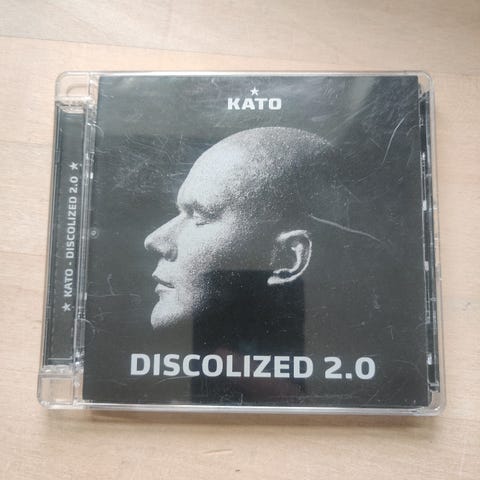 ★
KATO
DISCOLIZED 2.0
★ KATO - DISCOLIZED 2.0 ★